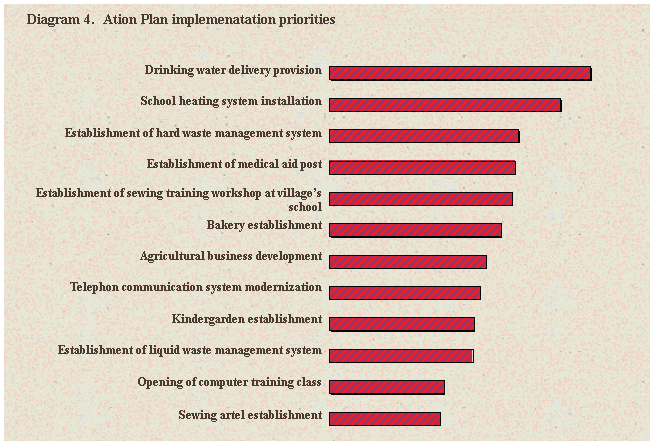 Diagram 4. Ation Plan implemenatation priorities
Drinking water delivery provision
School heating system installation
Establishment of hard waste management system
Establishment of medical aid post
Establishment of sewing training workshop at village's
school
Bakery establishment
Agricultural business development
Telephon communication system modernization
Kindergarden establishment
Establishment of liquid waste management system
Opening of computer training class
Sewing artel establishment